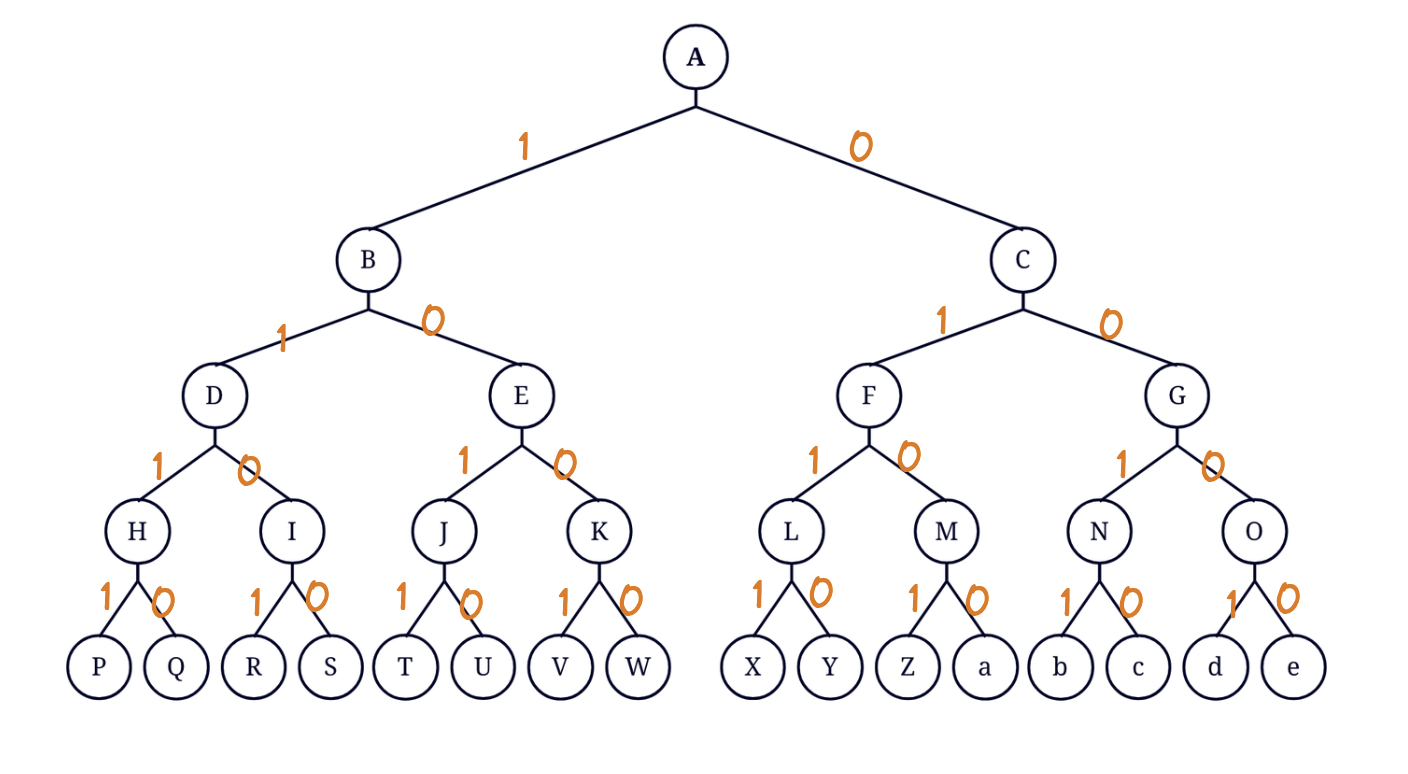 A
1 0
B C
1 0 1 0
D E F G
1 0 1 0 1 0 1 0
H I J K L M N O
1 0 1 0 1 0 1 0 1 0 1 0 1 0 1 0
P Q R S T U V W X Y Z a b c d e